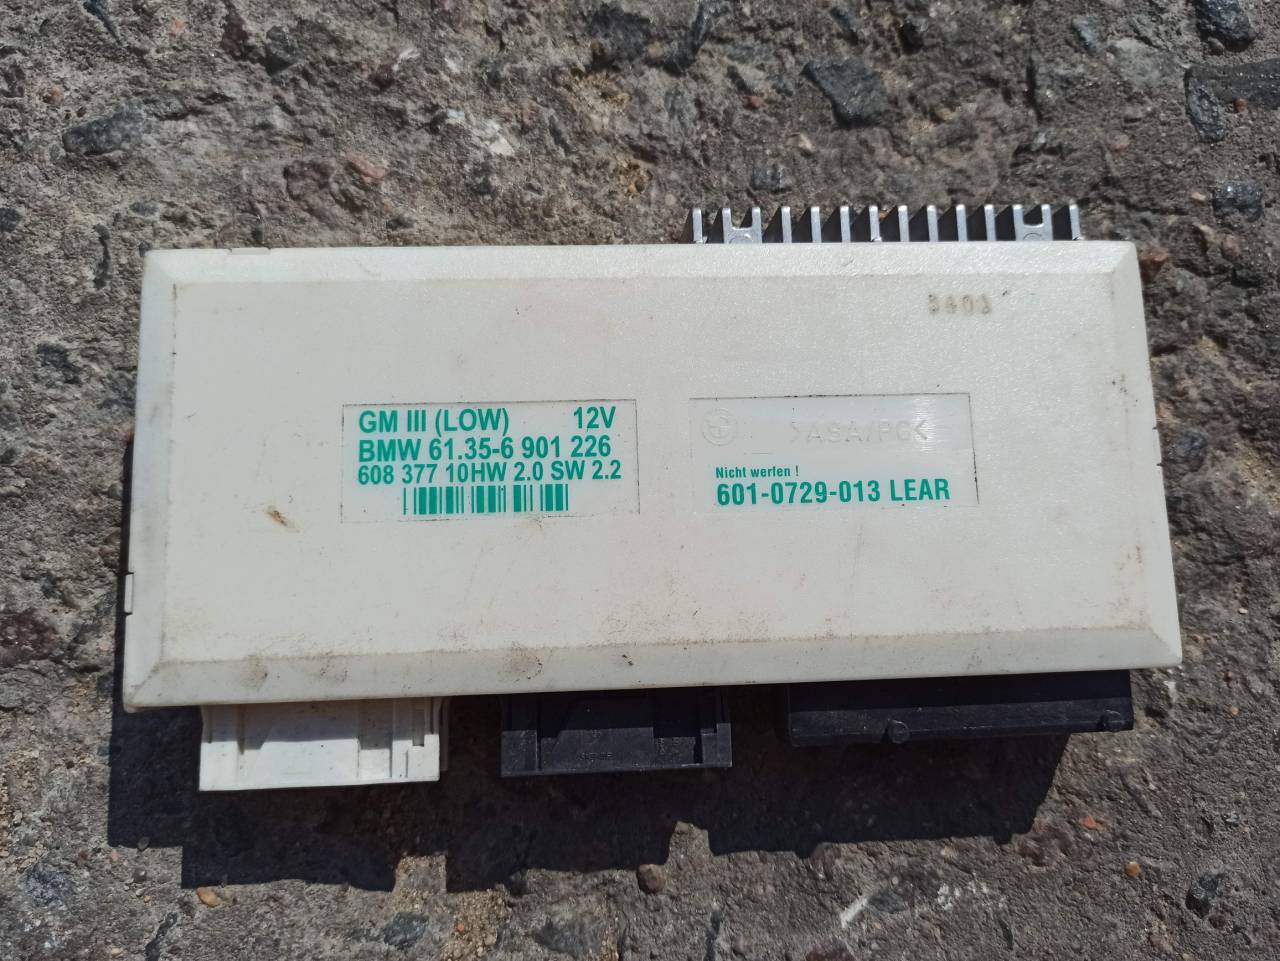 GM III (LOW) 12V
BMW 61.35-6 901 226
608 377 10HW 2.0 SW 2.2
>ASA/PC<
Nicht werfen !
601-0729-013 LEAR